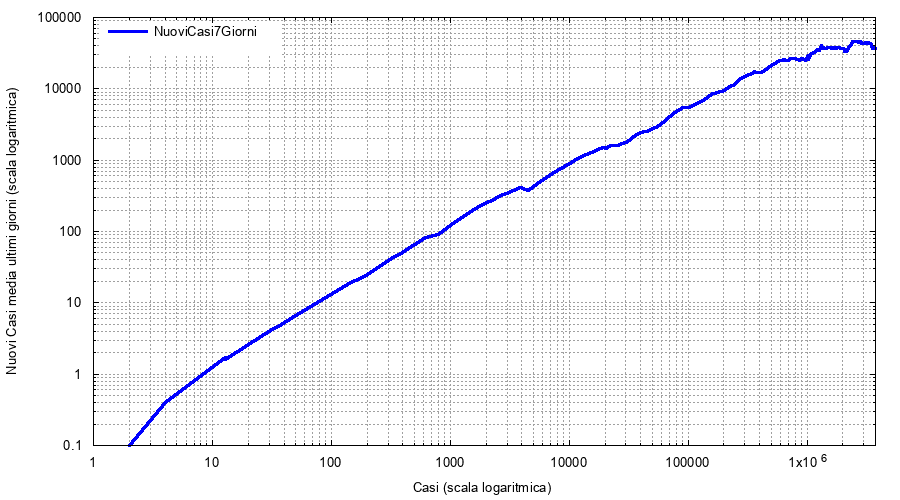 100000
NuoviCasi7Giorni
10000
1000
100
10
1
0.1
Nuovi Casi media ultimi giorni (scala logaritmica)
1 10 100 1000 10000 100000 1x10 6
Casi (scala logaritmica)